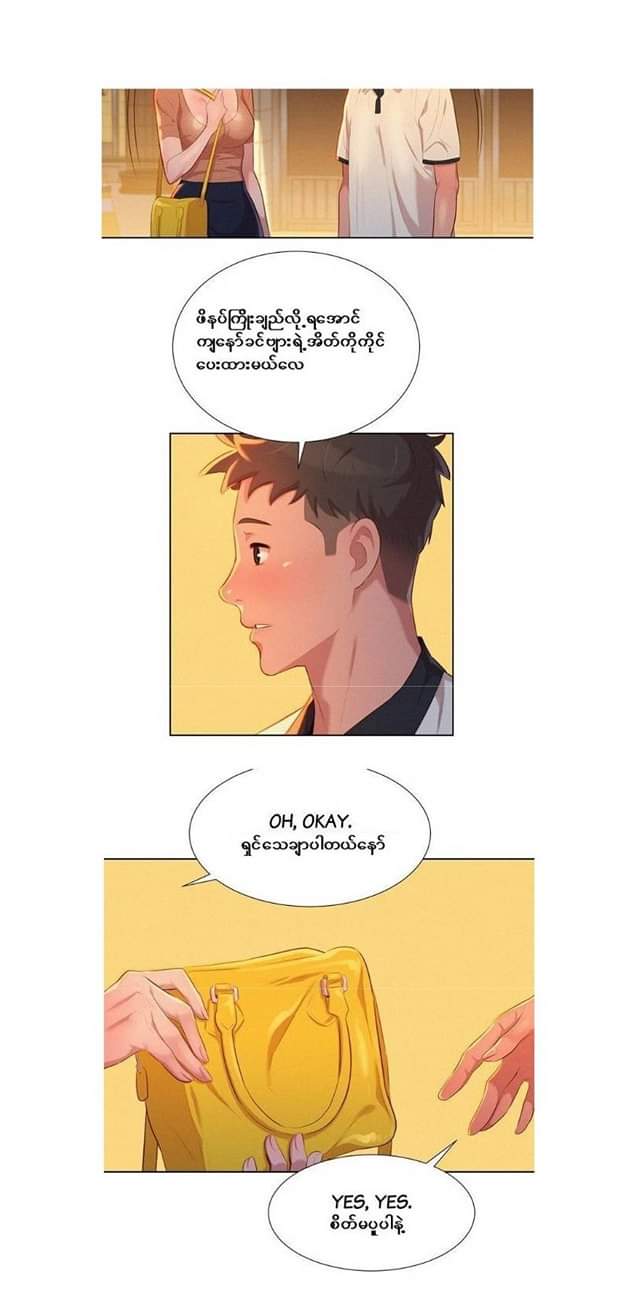 ဖိနပ်ကြိုးချည်လို့ရအောင်
ကျနော်ခင်ဗျားရဲ့အိတ်ကိုကိုင်
ပေးထားမယ်လေ
OH, OKAY.
ရှင်သေချာပါတယ်နော်
YES, YES.
စိတ်မပူပါနဲ့